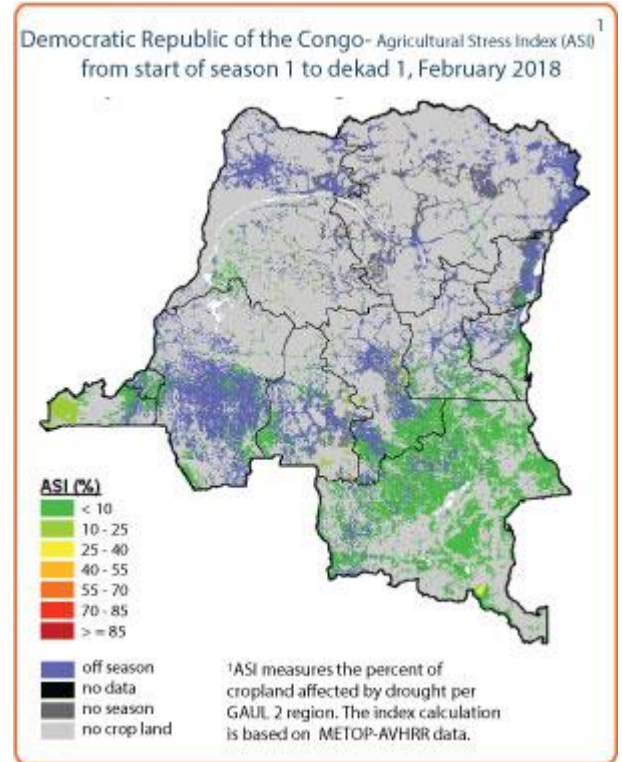 Democratic Republic of the Congo- Agricultural Stress Index (ASI)1
from start of season 1 to dekad 1, February 2018
ASI (%)
< 10
10 - 25
25 - 40
40 - 55
55 - 70
70 - 85
> = 85
off season
no data
no season
no crop land
1ASI measures the percent of
cropland affected by drought per
GAUL 2 region. The index calculation
is based on METOP-AVHRR data.